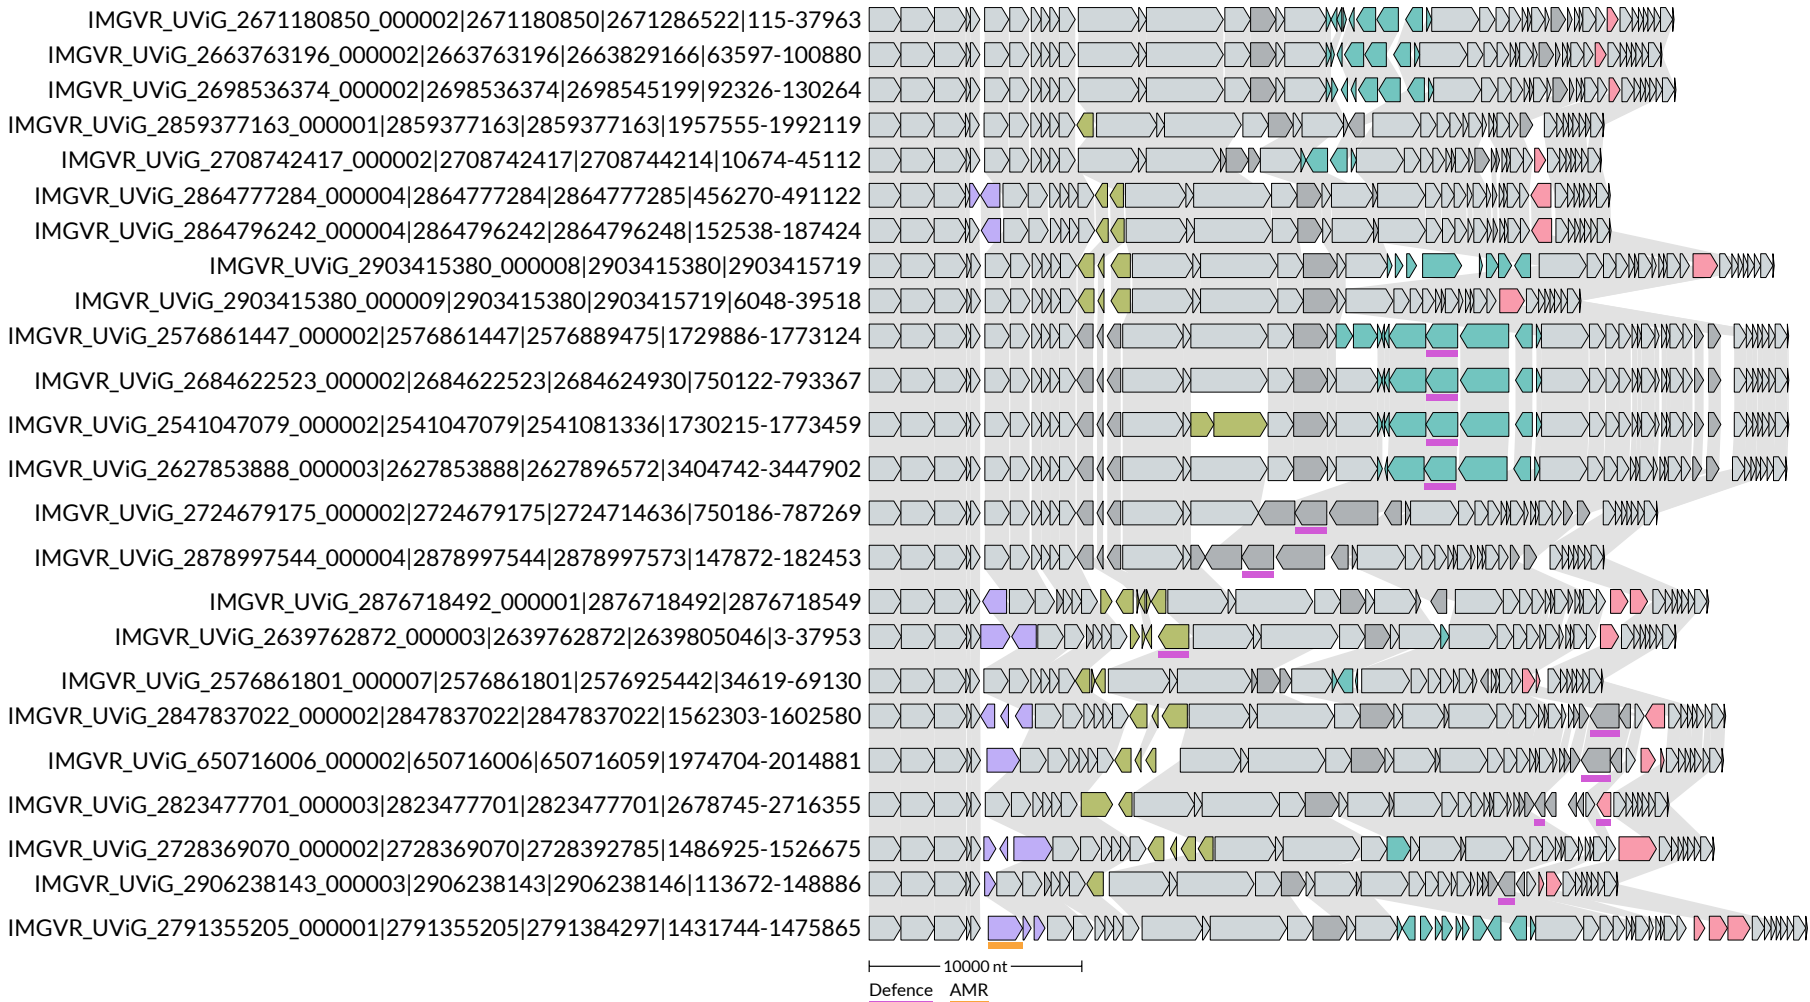 IMGVR_UViG_2671180850_000002|2671180850|2671286522|115-37963
IMGVR_UViG_2663763196_000002|2663763196|2663829166|63597-100880
IMGVR_UViG_2698536374_000002|2698536374|2698545199|92326-130264
IMGVR_UViG_2859377163_000001|2859377163|2859377163|1957555-1992119
IMGVR_UViG_2708742417_000002|2708742417|2708744214|10674-45112
IMGVR_UViG_2864777284_000004|2864777284|2864777285|456270-491122
IMGVR_UViG_2864796242_000004|2864796242|2864796248|152538-187424
IMGVR_UViG_2903415380_000008|2903415380|2903415719
IMGVR_UViG_2903415380_000009|2903415380|2903415719|6048-39518
IMGVR_UViG_2576861447_000002|2576861447|2576889475|1729886-1773124
IMGVR_UViG_2684622523_000002|2684622523|2684624930|750122-793367
IMGVR_UViG_2541047079_000002|2541047079|2541081336|1730215-1773459
IMGVR_UViG_2627853888_000003|2627853888|2627896572|3404742-3447902
IMGVR_UViG_2724679175_000002|2724679175|2724714636|750186-787269
IMGVR_UViG_2878997544_000004|2878997544|2878997573|147872-182453
IMGVR_UViG_2876718492_000001|2876718492|2876718549
IMGVR_UViG_2639762872_000003|2639762872|2639805046|3-37953
IMGVR_UViG_2576861801_000007|2576861801|2576925442|34619-69130
IMGVR_UViG_2847837022_000002|2847837022|2847837022|1562303-1602580
IMGVR_UViG_650716006_000002|650716006|650716059|1974704-2014881
IMGVR_UViG_2823477701_000003|2823477701|2823477701|2678745-2716355
IMGVR_UViG_2728369070_000002|2728369070|2728392785|1486925-1526675
IMGVR_UViG_2906238143_000003|2906238143|2906238146|113672-148886
IMGVR_UViG_2791355205_000001|2791355205|2791384297|1431744-1475865
10000 nt
Defence AMR